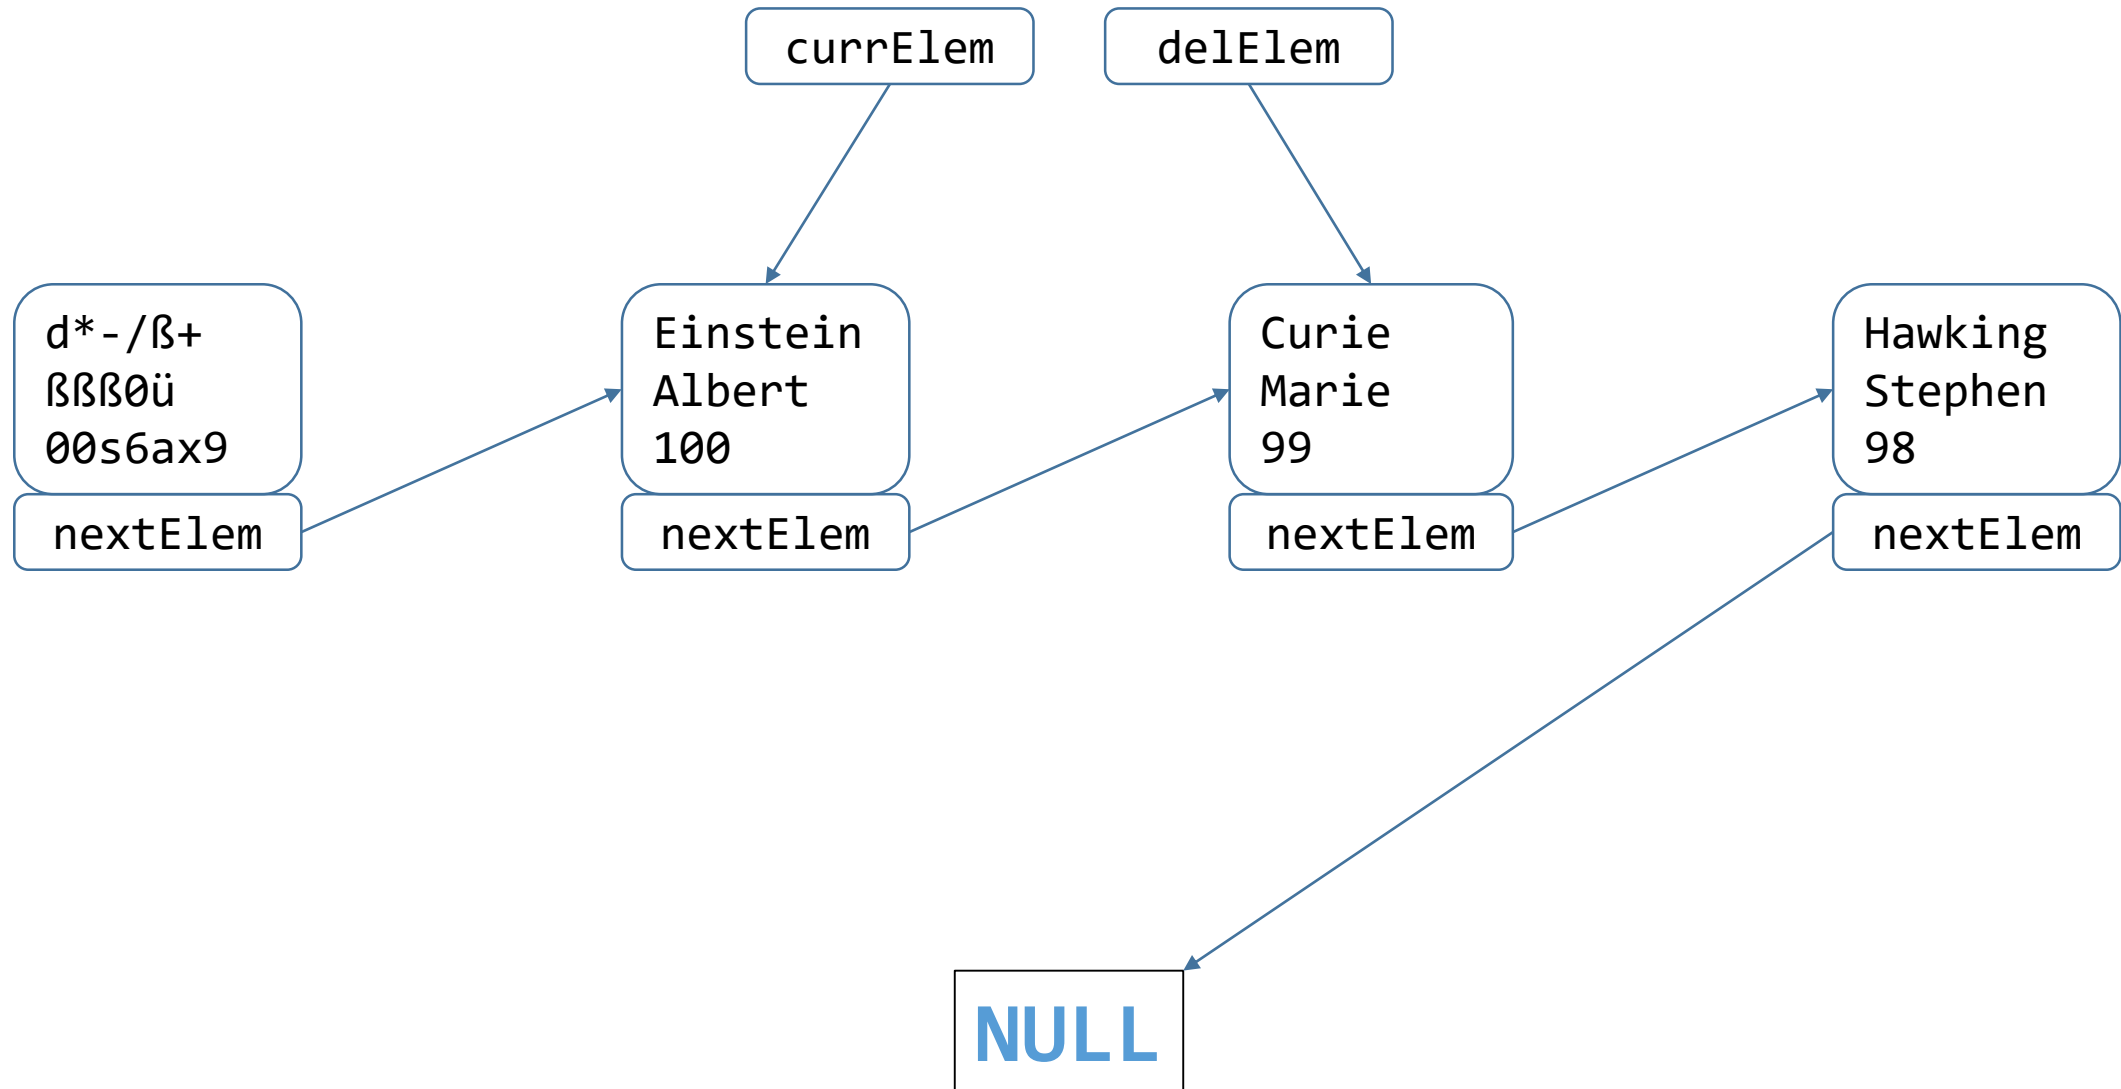 currElem
delElem
d*-/ß+
ßßß0ü
00s6ax9
nextElem
Einstein
Albert
100
nextElem
Curie
Marie
99
nextElem
Hawking
Stephen
98
nextElem
NULL